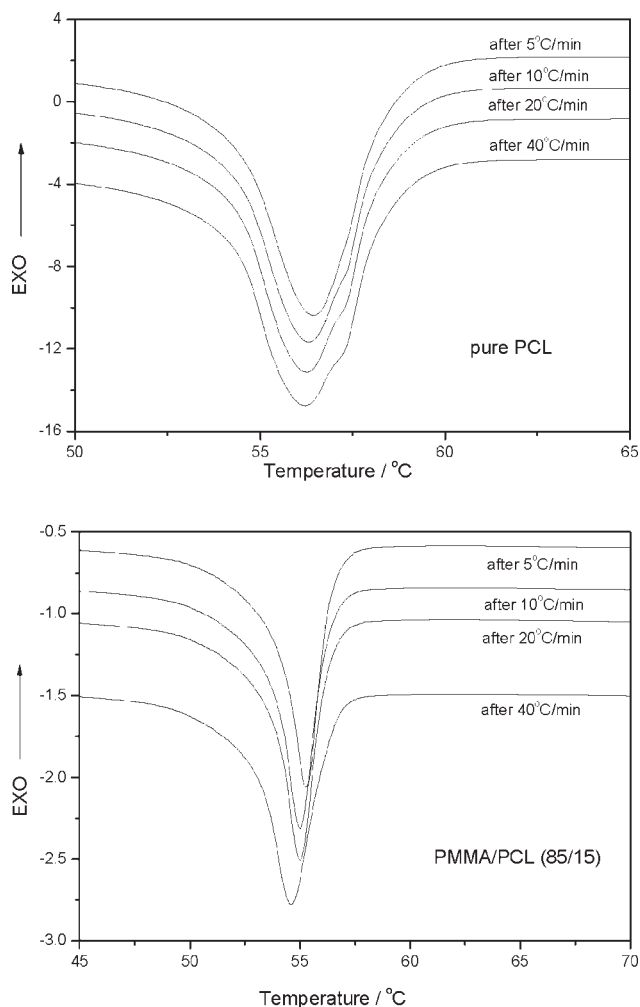 4
after 5°C/min
after 10°C/min
0
after 20°C/min
after 40°C/min
-4
EXO
-8
pure PCL
-12
-16
50 55 60 65
Temperature / °C
-0.5
after 5°C/min
-1.0
after 10°C/min
after 20°C/min
-1.5
after 40°C/min
EXO
-2.0
-2.5
PMMA/PCL (85/15)
-3.0
45 50 55 60 65 70
Temperature / °C